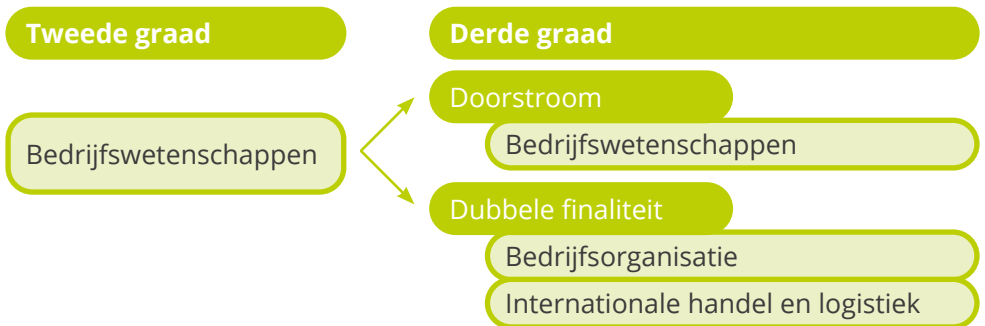 Tweede graad
Derde graad
Bedrijfswetenschappen
Doorstroom
Bedrijfswetenschappen
Dubbele finaliteit
Bedrijfsorganisatie
Internationale handel en logistiek